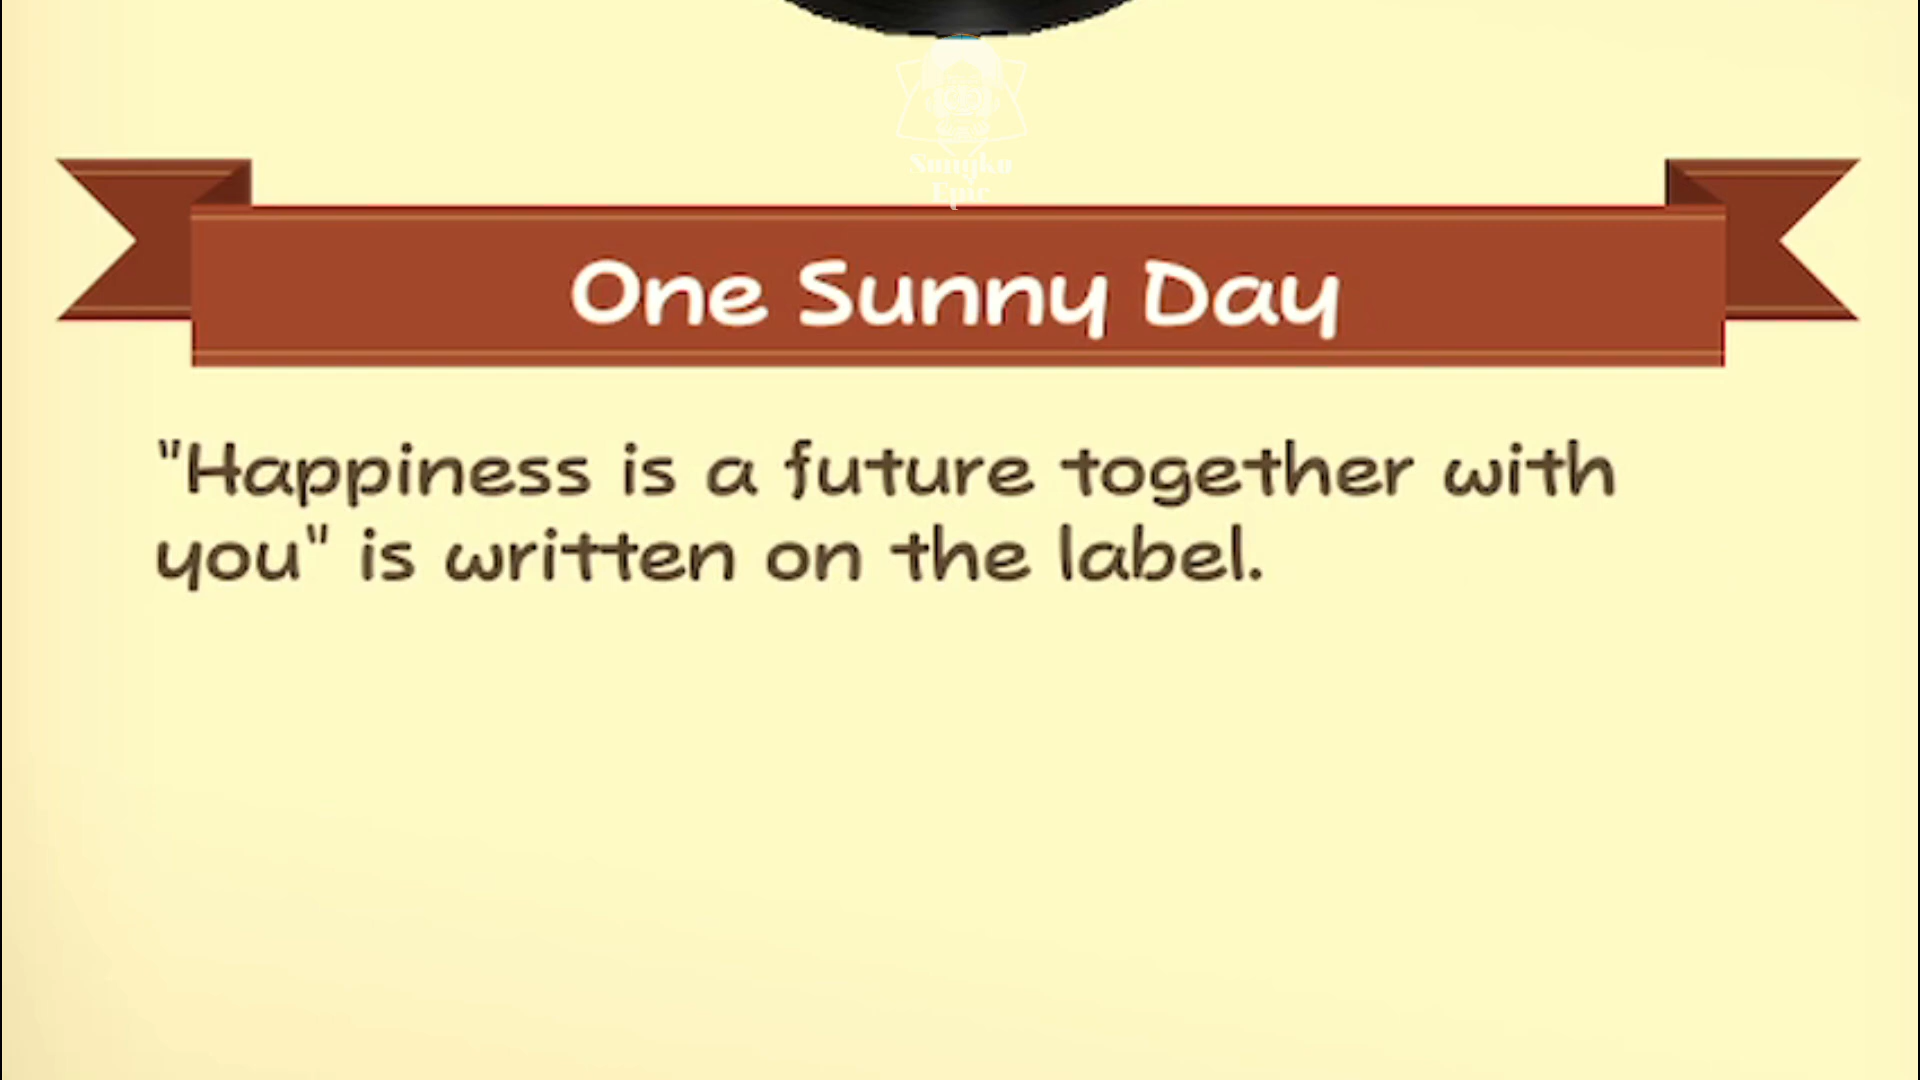 One Sunny Day
"Happiness is a future together with
you" is written on the label.